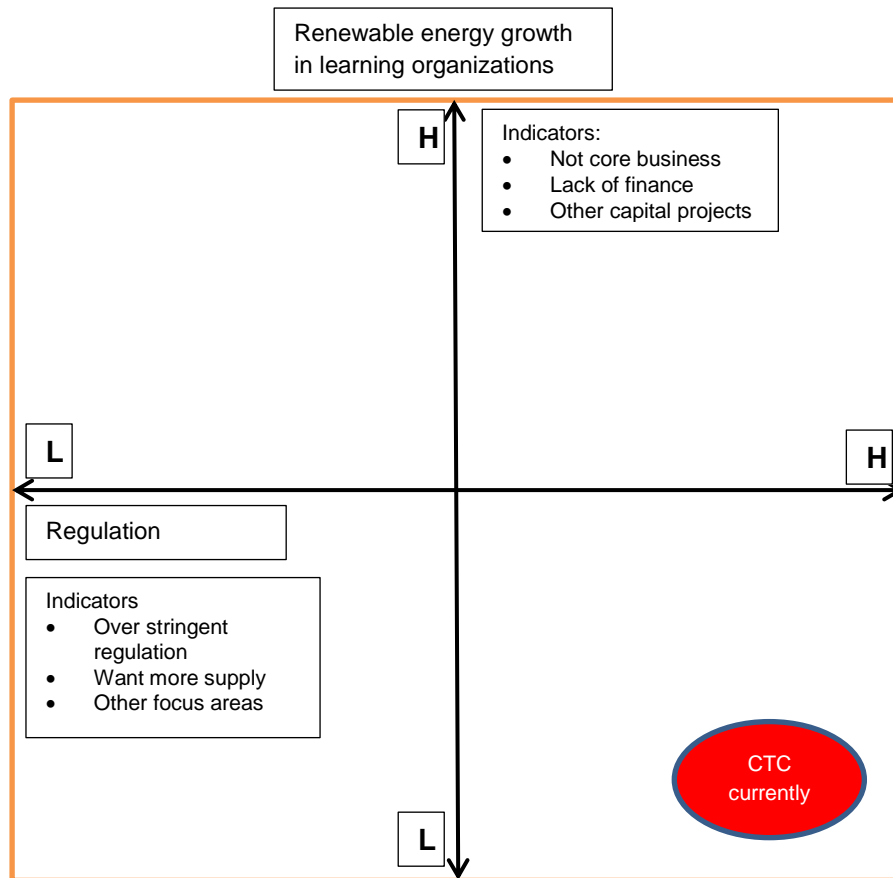 Renewable energy growth
in learning organizations
H
Indicators:
• Not core business
• Lack of finance
• Other capital projects
L
H
Regulation
Indicators
• Over stringent
regulation
• Want more supply
• Other focus areas
CTC
currently
L